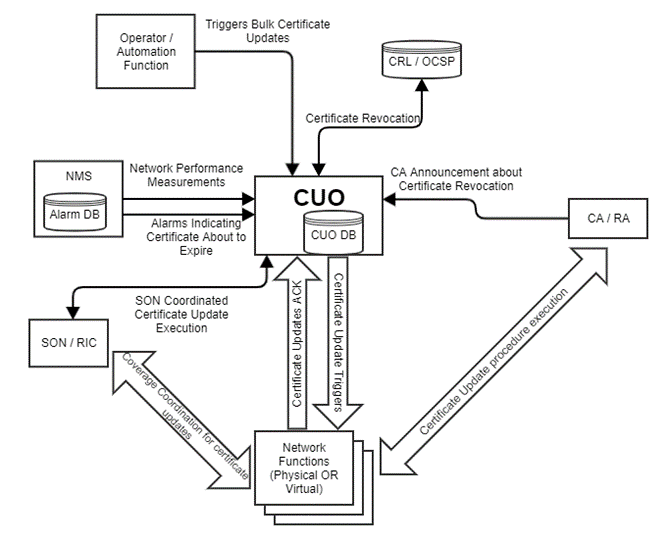 Triggers Bulk Certificate
Updates
Operator /
Automation
Function
CRL / OCSP
Certificate Revocation
NMS
Alarm DB
Network Performance
Measurements
Alarms Indicating
Certificate About to
Expire
CUO
CUO DB
CA Announcement about
Certificate Revocation
CA / RA
SON Coordinated
Certificate Update
Execution
SON / RIC
Certificate Updates ACK
Certificate Update Triggers
Certificate Update procedure execution
Coverage Coordination for certificate
updates
Network
Functions
(Physical OR
Virtual)